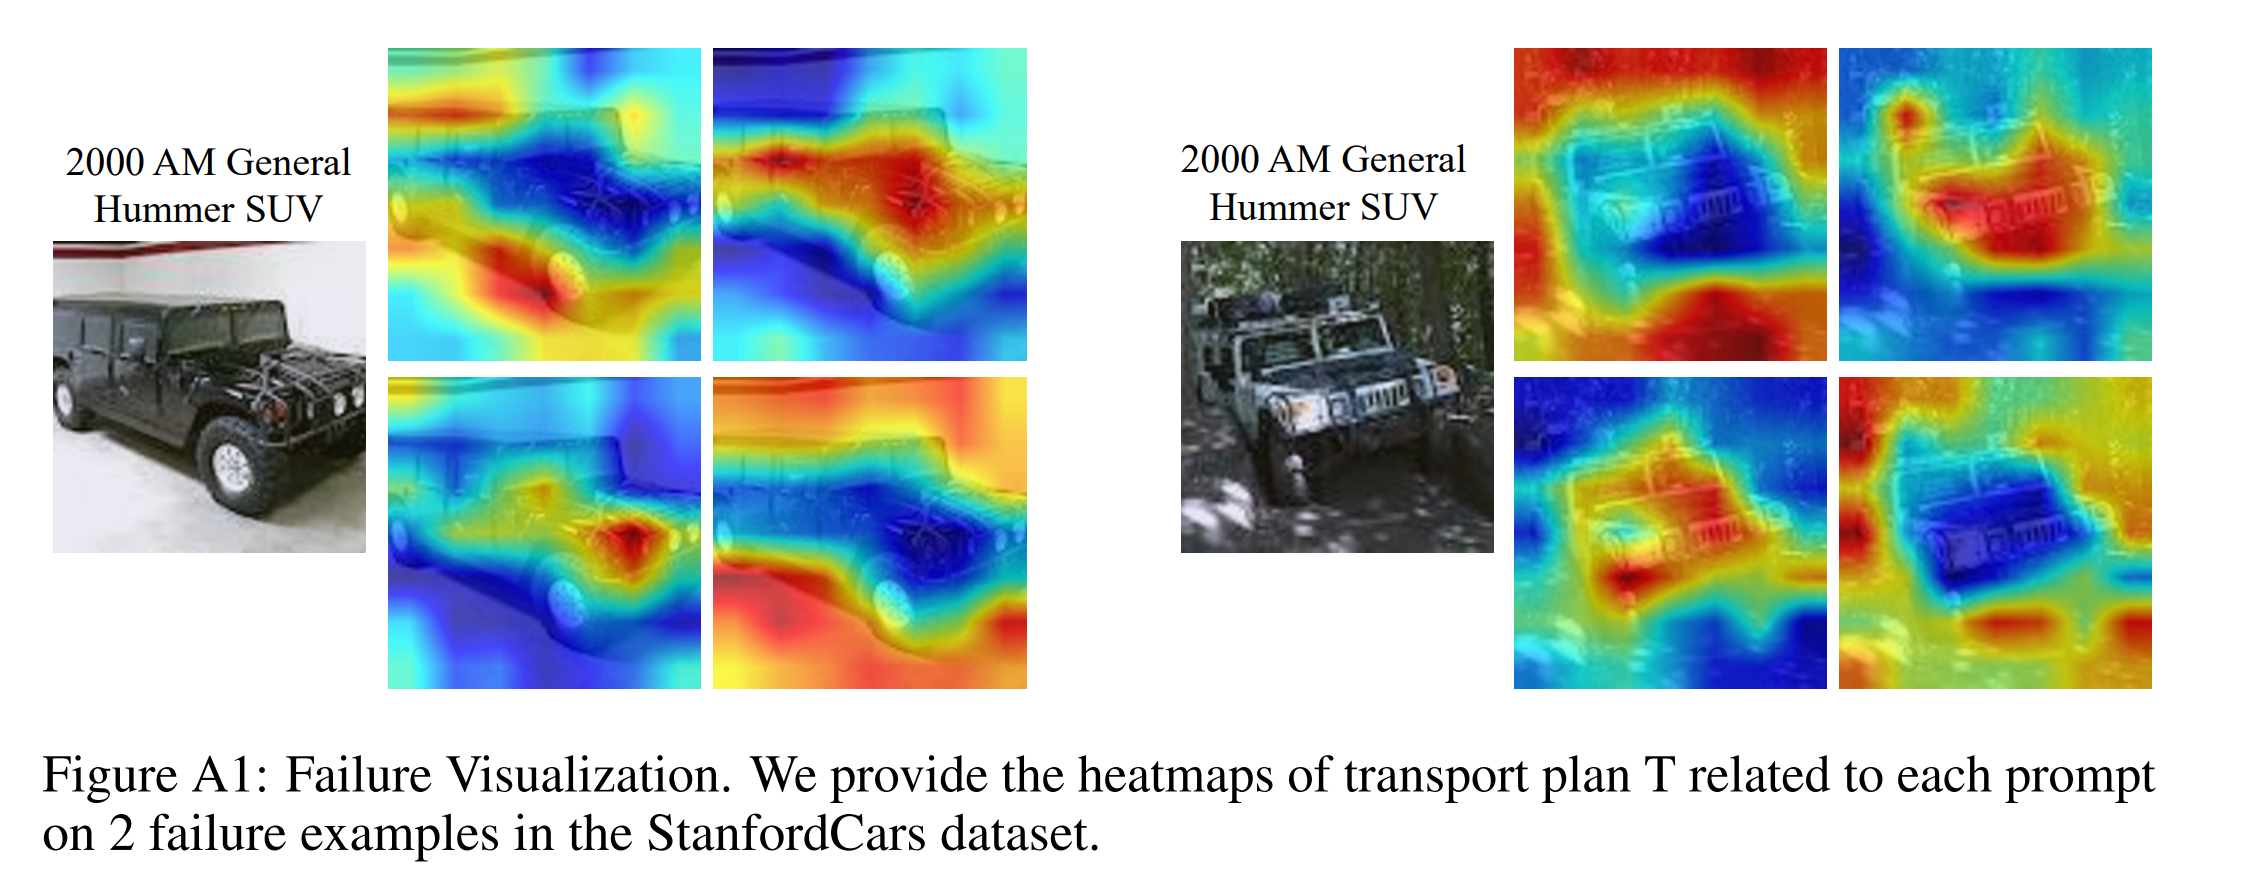 2000 AM General
Hummer SUV
2000 AM General
Hummer SUV
Figure A1: Failure Visualization. We provide the heatmaps of transport plan T related to each prompt
on 2 failure examples in the StanfordCars dataset.